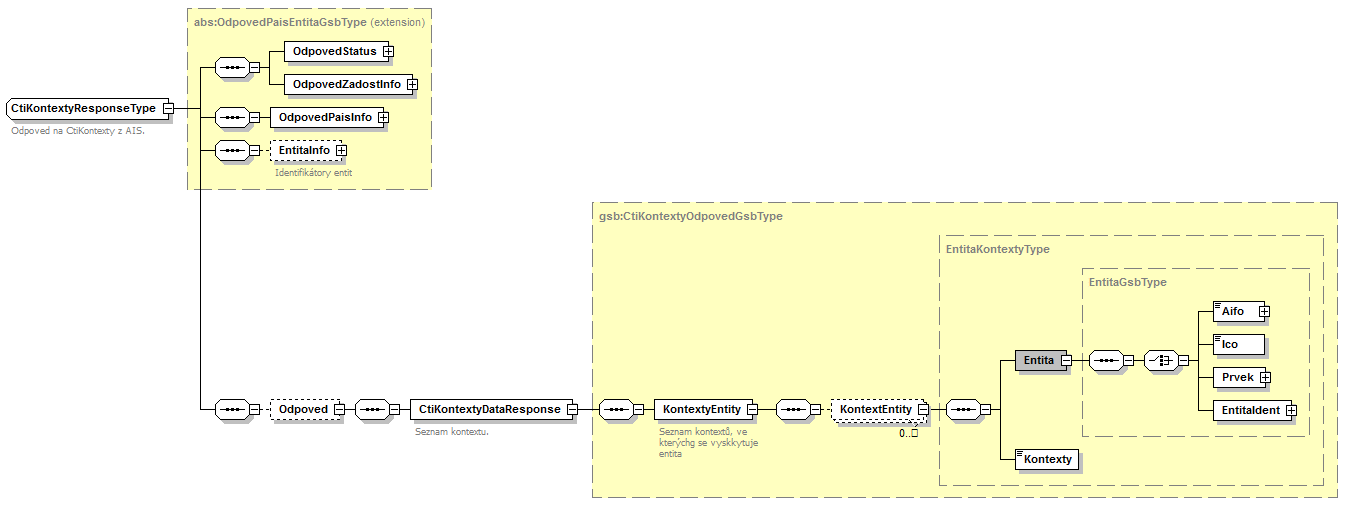 abs:OdpovedPaisEntitaGsbType (extension)
OdpovedStatus
OdpovedZadostInfo
CtiKontextyResponseType
Odpoved na CtiKontexty z AIS.
OdpovedPaisInfo
EntitaInfo
Identifikátory entit
gsb:CtiKontextyOdpovedGsbType
EntitaKontextyType
EntitaGsbType
Aifo
Ico
Entita
Prvek
EntitaIdent
Odpoved
CtiKontextyDataResponse
Seznam kontextu.
KontextyEntity
Seznam kontextů, ve
kterýchg se vyskkytuje
entita
KontextEntity
0..
Kontexty